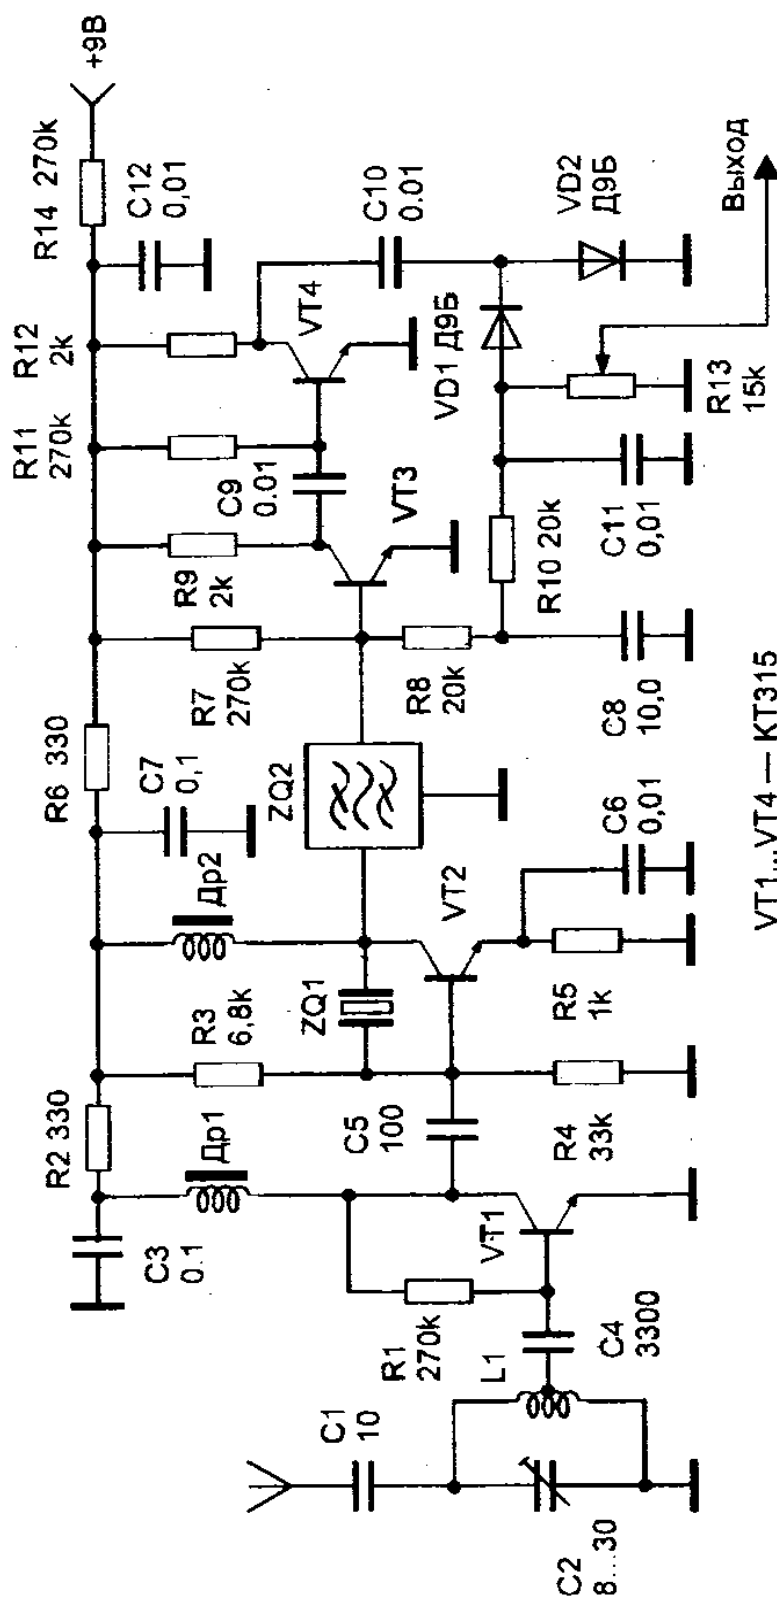 +9В
R14 270k
C12
0,01
R12
2k
R11
270k
VT4
C10
0.01
C9
0.01
R9
2k
VT3
VD1 Д9Б
VD2
Д9Б
Выход
R13
15k
R10 20k
C11
0,01
R6 330
R7
270k
R8
20k
C8
10,0
C7
0,1
ZQ2
Др2
VT2
C6
0,01
R3
6,8k
ZQ1
R5
1k
R2 330
Др1
C5
100
R4
33k
C3
0.1
VT1
R1
270k
L1
C4
3300
C1
10
C2
8...30
VT1...VT4 — КТ315